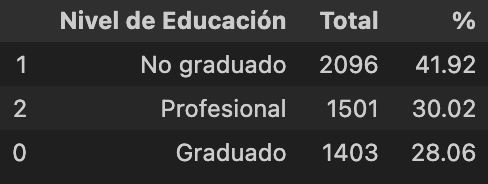 Nivel de Educación Total %
1 No graduado 2096 41.92
2 Profesional 1501 30.02
0 Graduado 1403 28.06